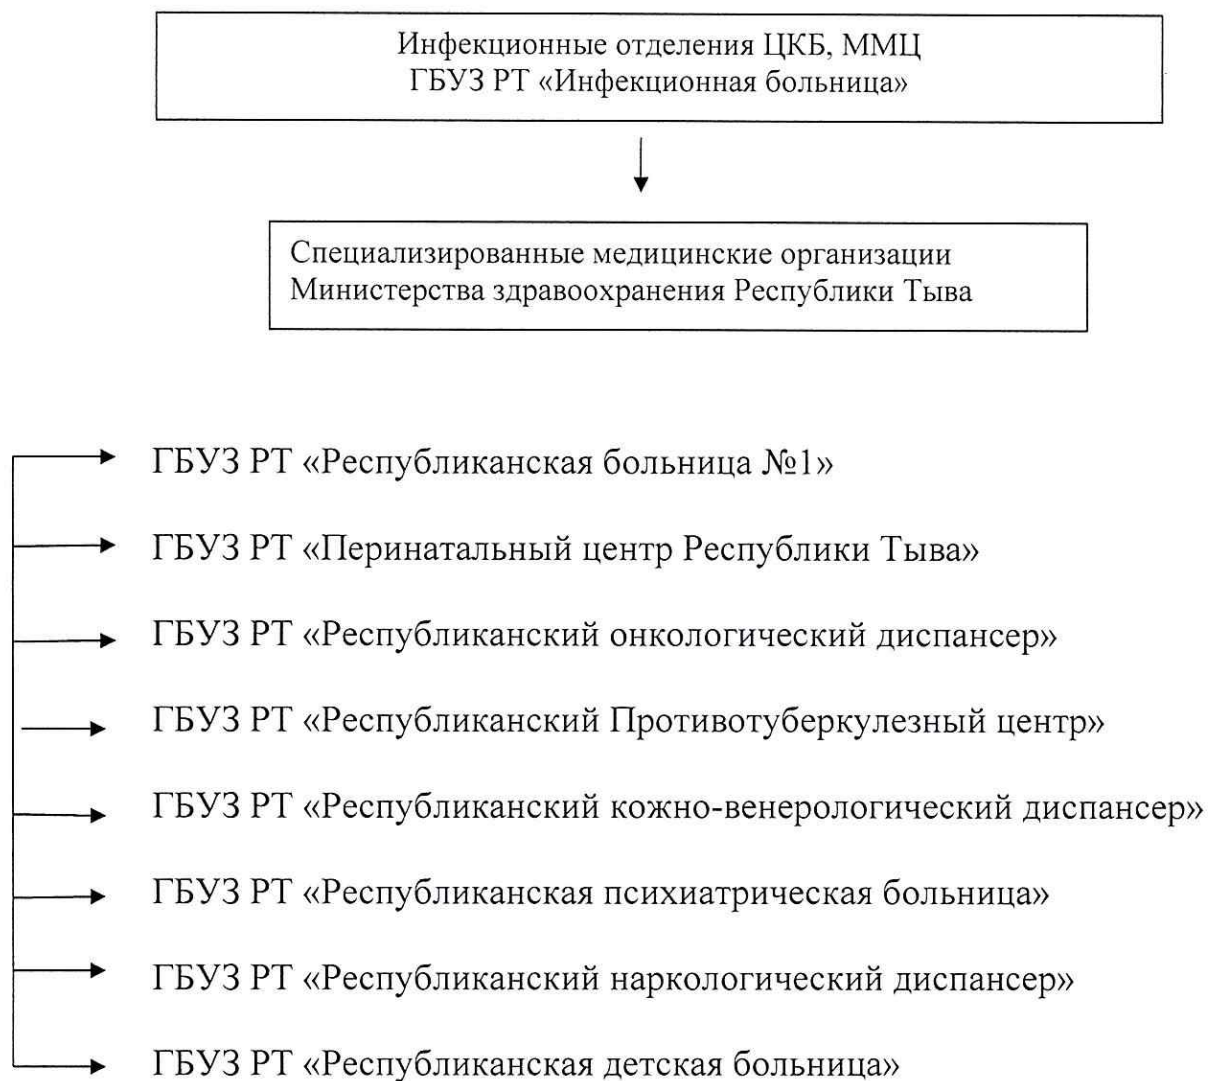 Инфекционные отделения ЦКБ, ММЦ
ГБУЗ РТ «Инфекционная больница»
Специализированные медицинские организации
Министерства здравоохранения Республики Тыва
ГБУЗ РТ «Республиканская больница №1»
ГБУЗ РТ «Перинатальный центр Республики Тыва»
ГБУЗ РТ «Республиканский онкологический диспансер»
ГБУЗ РТ «Республиканский Противотуберкулезный центр»
ГБУЗ РТ «Республиканский кожно-венерологический диспансер»
ГБУЗ РТ «Республиканская психиатрическая больница»
ГБУЗ РТ «Республиканский наркологический диспансер»
ГБУЗ РТ «Республиканская детская больница»